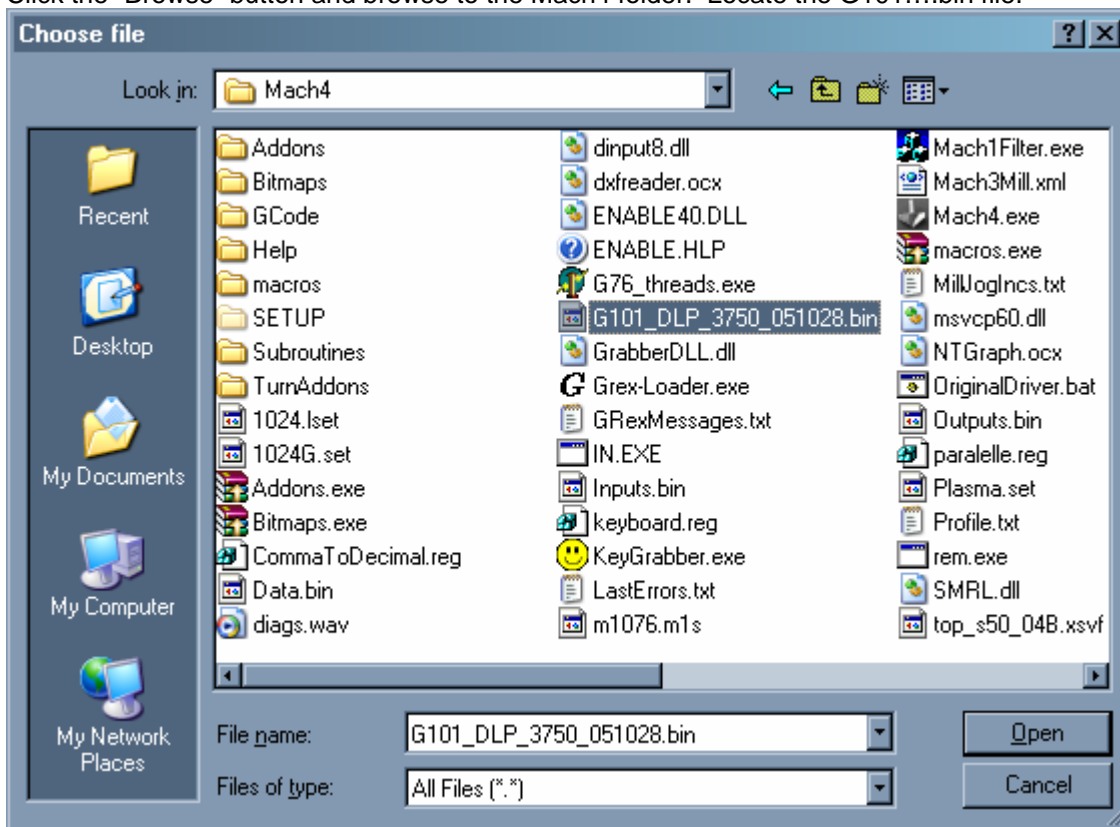 Choose file
Look in:
Mach4
Recent
Desktop
My Documents
My Computer
My Network
Places
Addons
Bitmaps
GCode
Help
macros
SETUP
Subroutines
TurnAddons
1024.lset
1024G.set
Addons.exe
Bitmaps.exe
CommaToDecimal.reg
Data.bin
diags.wav
dinput8.dll
dxfreader.ocx
ENABLE40.DLL
ENABLE.HLP
G76_threads.exe
G101_DLP_3750_051028.bin
GrabberDLL.dll
Grex-Loader.exe
GRexMessages.txt
IN.EXE
Inputs.bin
keyboard.reg
KeyGrabber.exe
LastErrors.txt
m1076.m1s
Mach1Filter.exe
Mach3Mill.xml
Mach4.exe
macros.exe
MillJogIncs.txt
msvcp60.dll
NTGraph.ocx
OriginalDriver.bat
Outputs.bin
paralelle.reg
Plasma.set
Profile.txt
rem.exe
SMRL.dll
top_s50_04B.xsvf
File name:
G101_DLP_3750_051028.bin
Open
Files of type:
All Files (*.*)
Cancel